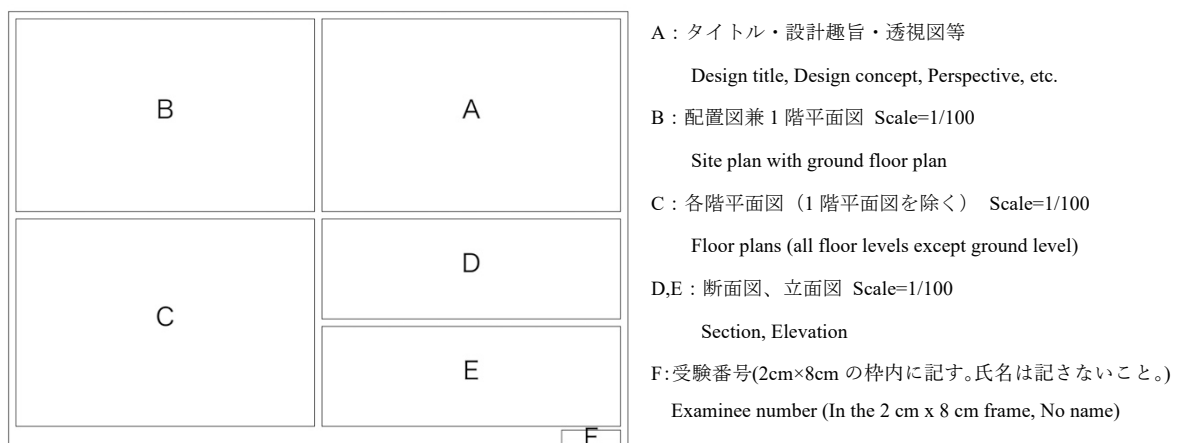 B
A
C
D
E
F
A：タイトル・設計趣旨・透視図等
Design title, Design concept, Perspective, etc.
B：配置図兼1階平面図 Scale=1/100
Site plan with ground floor plan
C：各階平面図（1階平面図を除く） Scale=1/100
Floor plans (all floor levels except ground level)
D,E：断面図、立面図 Scale=1/100
Section, Elevation
F:受験番号(2cm×8cm の枠内に記す。氏名は記さないこと。)
Examinee number (In the 2 cm x 8 cm frame, No name)